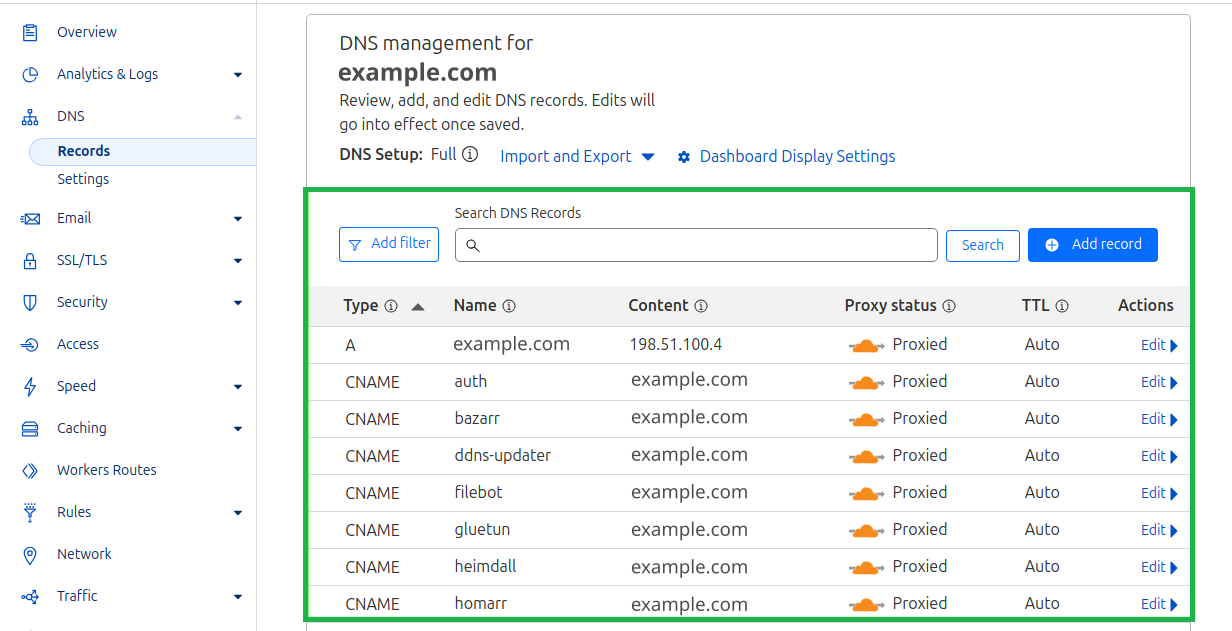 Overview
Analytics & Logs
DNS
Records
Settings
Email
SSL/TLS
Security
Access
Speed
Caching
Workers Routes
Rules
Network
Traffic
DNS management for
example.com
Review, add, and edit DNS records. Edits will
go into effect once saved.
DNS Setup: Full Import and Export Dashboard Display Settings
Search DNS Records
Add filter Search Add record
Type Name Content Proxy status TTL Actions
A example.com 198.51.100.4 Proxied Auto Edit
CNAME auth example.com Proxied Auto Edit
CNAME bazarr example.com Proxied Auto Edit
CNAME ddns-updater example.com Proxied Auto Edit
CNAME filebot example.com Proxied Auto Edit
CNAME gluetun example.com Proxied Auto Edit
CNAME heimdall example.com Proxied Auto Edit
CNAME homarr example.com Proxied Auto Edit